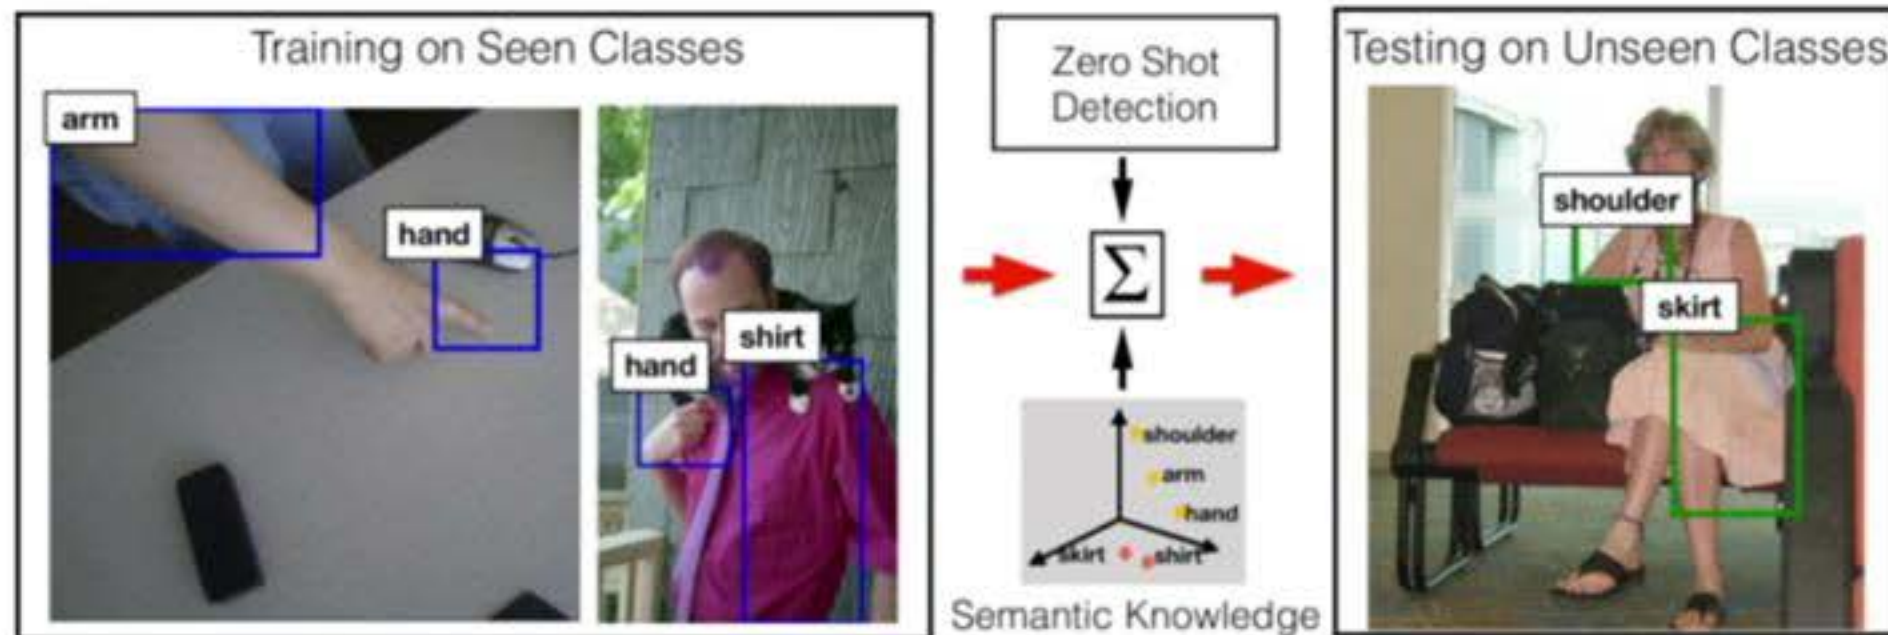 Training on Seen Classes
arm
hand
hand
shirt
Zero Shot
Detection
Σ
shoulder
arm
hand
skirt
shirt
Semantic Knowledge
Testing on Unseen Classes
shoulder
skirt